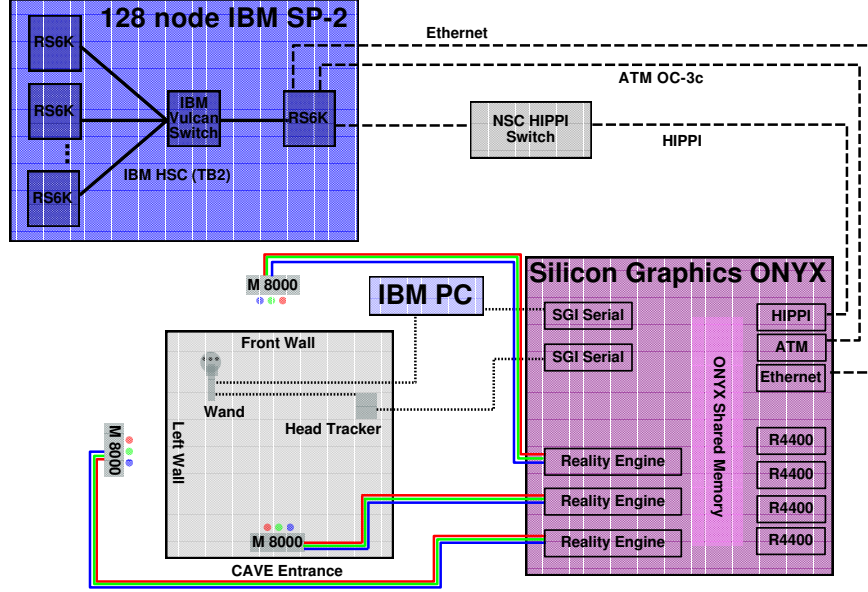 128 node IBM SP-2
RS6K
RS6K
RS6K
IBM
Vulcan
Switch
RS6K
IBM HSC (TB2)
Ethernet
ATM OC-3c
NSC HIPPI
Switch
HIPPI
M 8000
IBM PC
Silicon Graphics ONYX
SGI Serial
SGI Serial
HIPPI
ATM
Ethernet
ONYX Shared Memory
R4400
R4400
R4400
R4400
Reality Engine
Reality Engine
Reality Engine
Front Wall
Wand
Head Tracker
Left Wall
M 8000
M 8000
CAVE Entrance